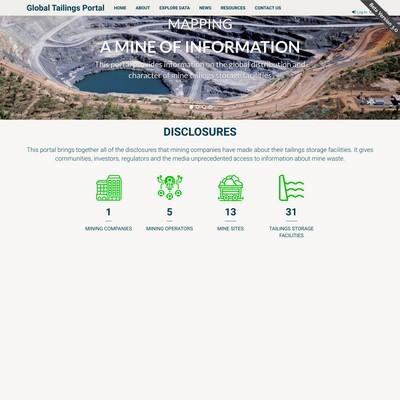 Global Tailings Portal HOME ABOUT EXPLORE DATA NEWS RESOURCES CONTACT US Log In
Beta Version 2.0
MAPPING
A MINE OF INFORMATION
This portal provides information on the global distribution and
character of mine tailings storage facilities
DISCLOSURES
This portal brings together all of the disclosures that mining companies have made about their tailings storage facilities. It gives
communities, investors, regulators and the media unprecedented access to information about mine waste.
1 5 13 31
MINING COMPANIES MINING OPERATORS MINE SITES TAILINGS STORAGE
FACILITIES